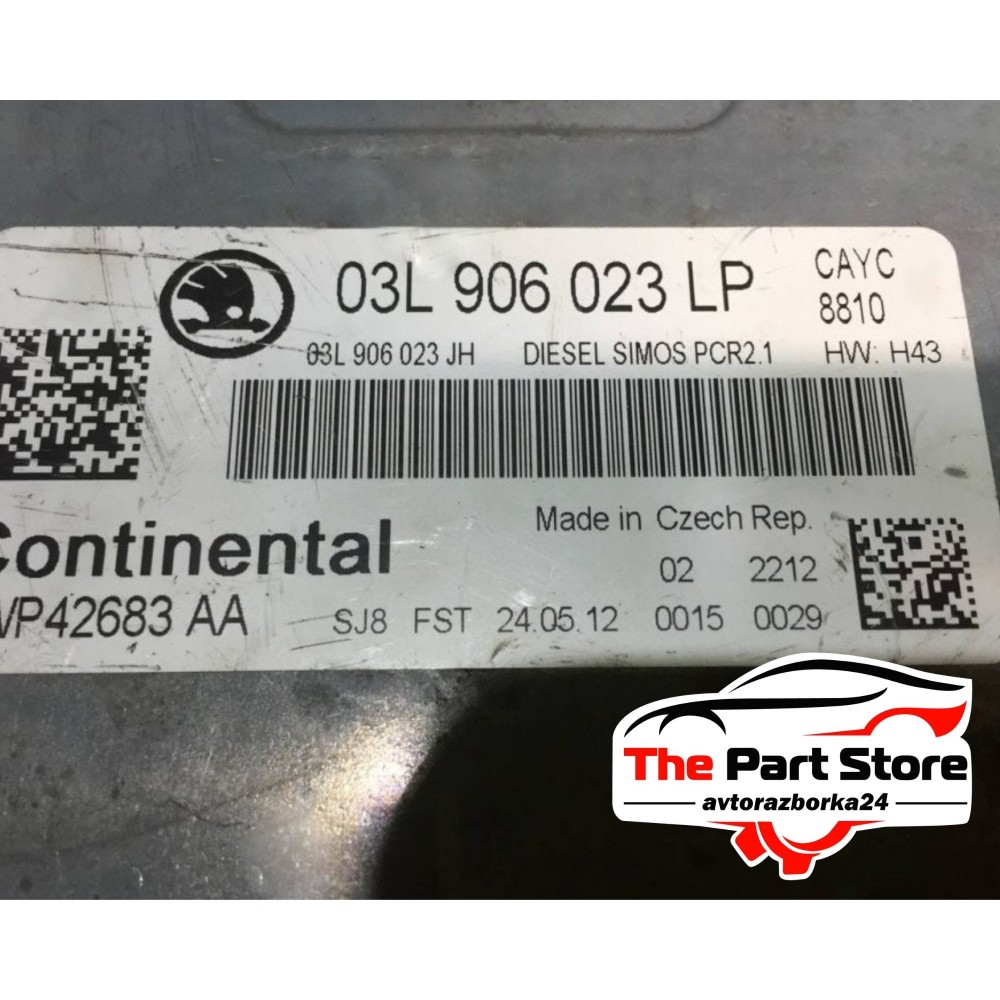 03L 906 023 LP
CAYC
8810
03L 906 023 JH DIESEL SIMOS PCR2.1 HW: H43
Continental
Made in Czech Rep.
02 2212
VP42683 AA SJ8 FST 24.05.12 0015 0029
The Part Store
avtorazborka24